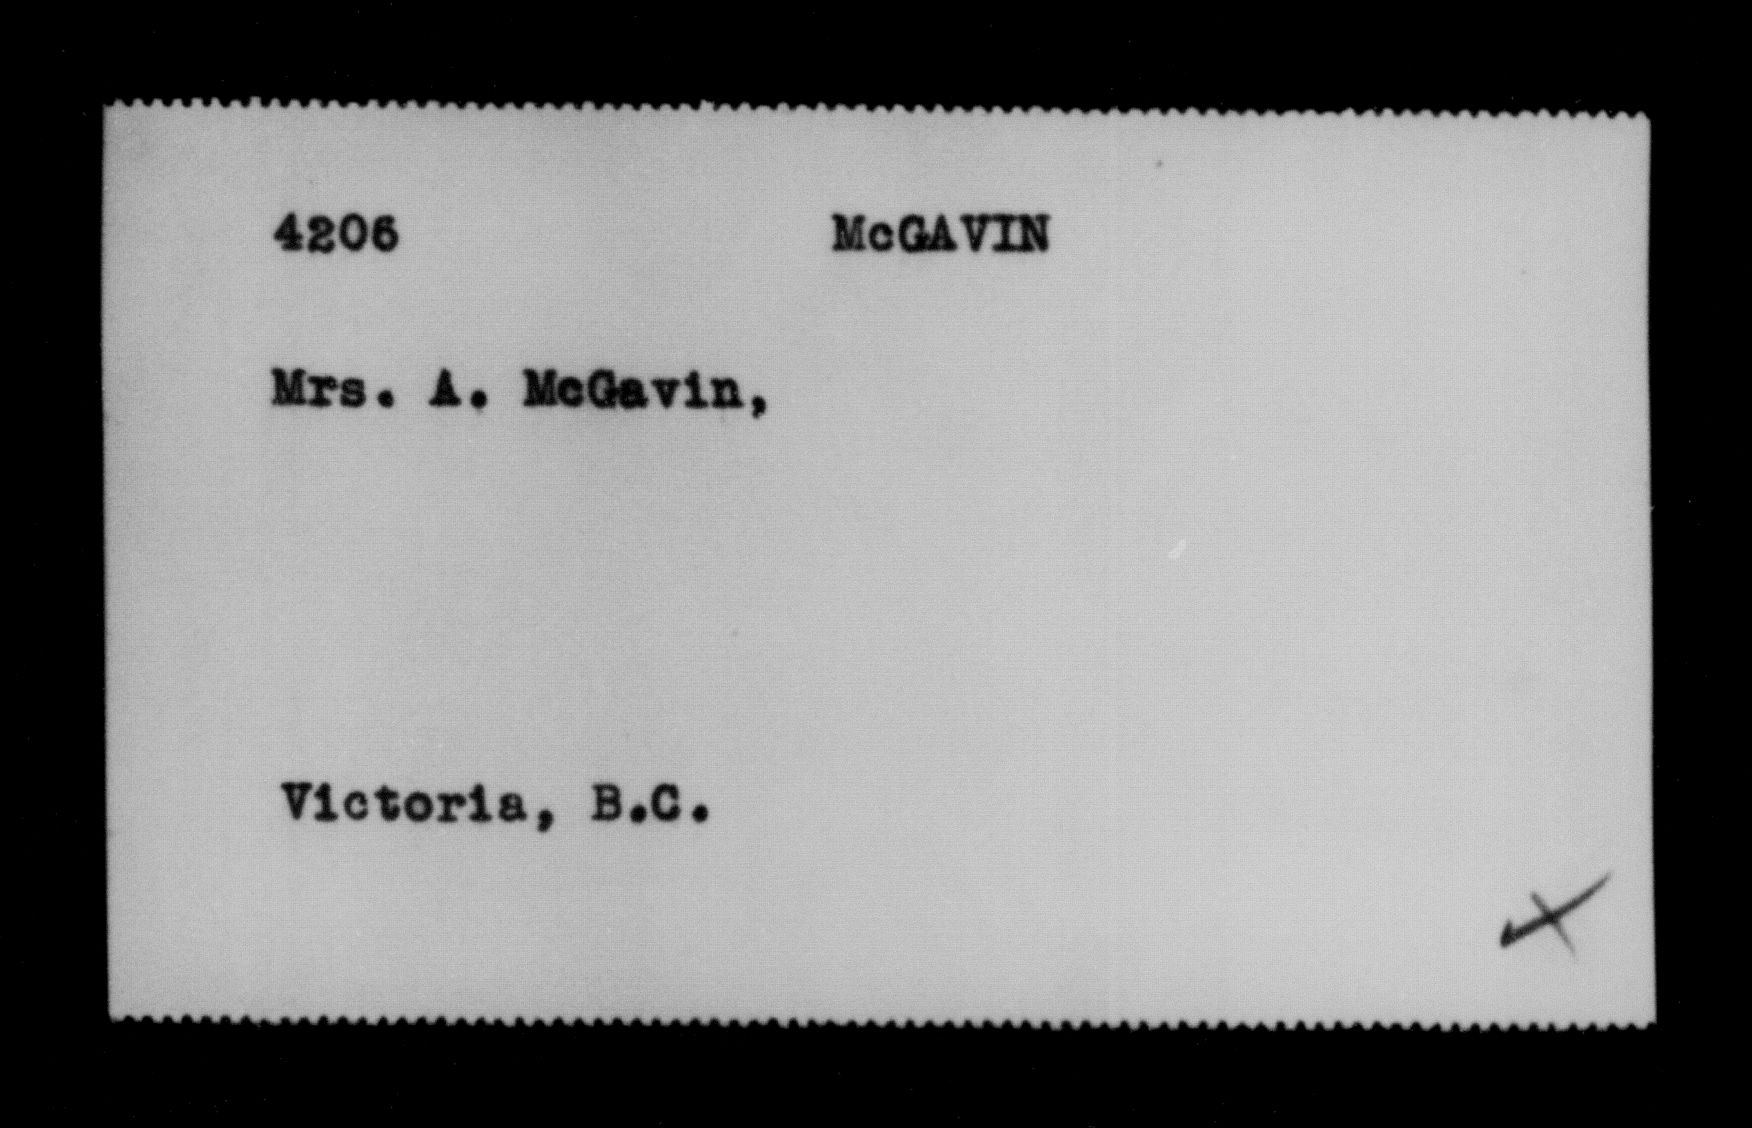 4206 McGAVIN
Mrs. A. McGavin,
Victoria, B.C.